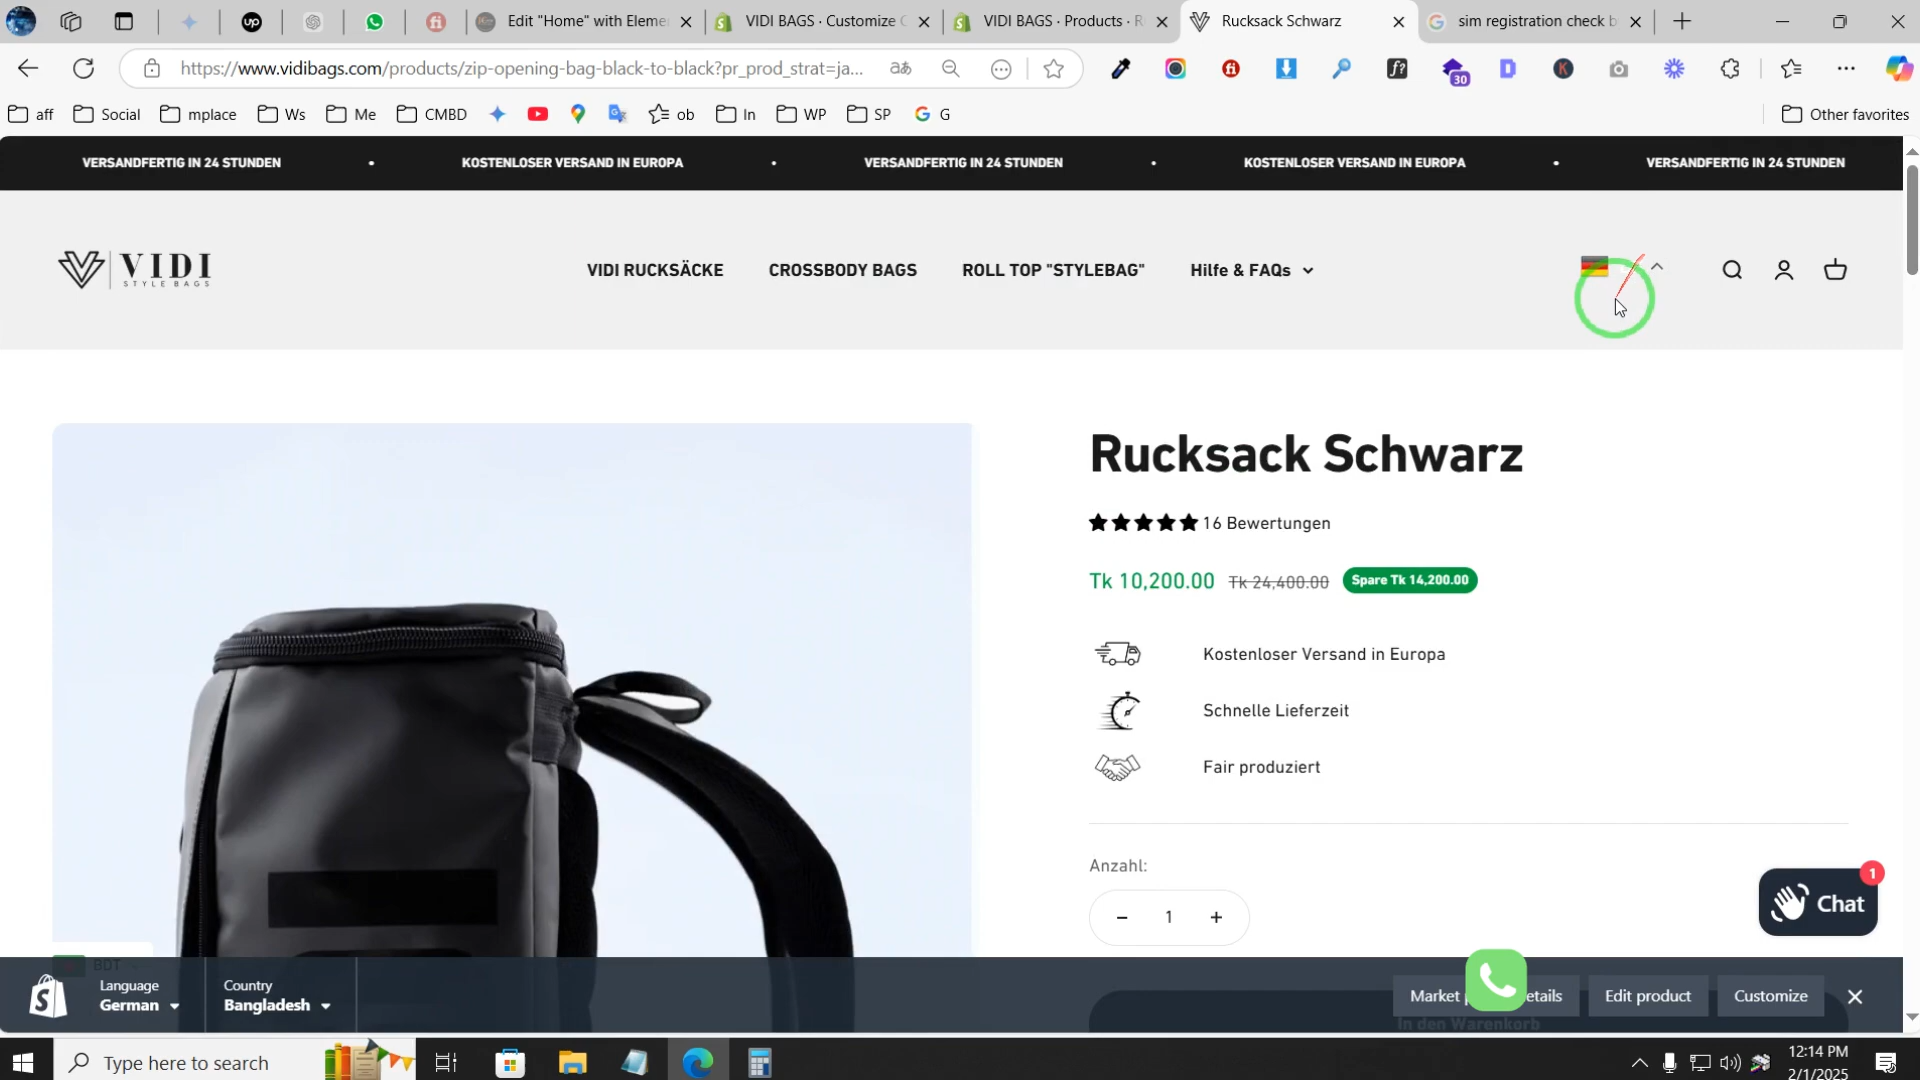 Edit "Home" with Eleme
VIDI BAGS · Customize
VIDI BAGS · Products · R
Rucksack Schwarz
sim registration check b
https://www.vidibags.com/products/zip-opening-bag-black-to-black?pr_prod_strat=ja...
30
aff
Social
mplace
Ws
Me
CMBD
ob
In
WP
SP
G
Other favorites
VERSANDFERTIG IN 24 STUNDEN • KOSTENLOSER VERSAND IN EUROPA • VERSANDFERTIG IN 24 STUNDEN • KOSTENLOSER VERSAND IN EUROPA • VERSANDFERTIG IN 24 STUNDEN
VIDI
STYLE BAGS
VIDI RUCKSÄCKE
CROSSBODY BAGS
ROLL TOP "STYLEBAG"
Hilfe & FAQs
Rucksack Schwarz
16 Bewertungen
Tk 10,200.00 Tk 24,400.00 Spare Tk 14,200.00
Kostenloser Versand in Europa
Schnelle Lieferzeit
Fair produziert
Anzahl:
− 1 +
1
Chat
BDT
Language
German
Country
Bangladesh
Market
etails
Edit product
Customize
In den Warenkorb
Type here to search
12:14 PM
2/1/2025